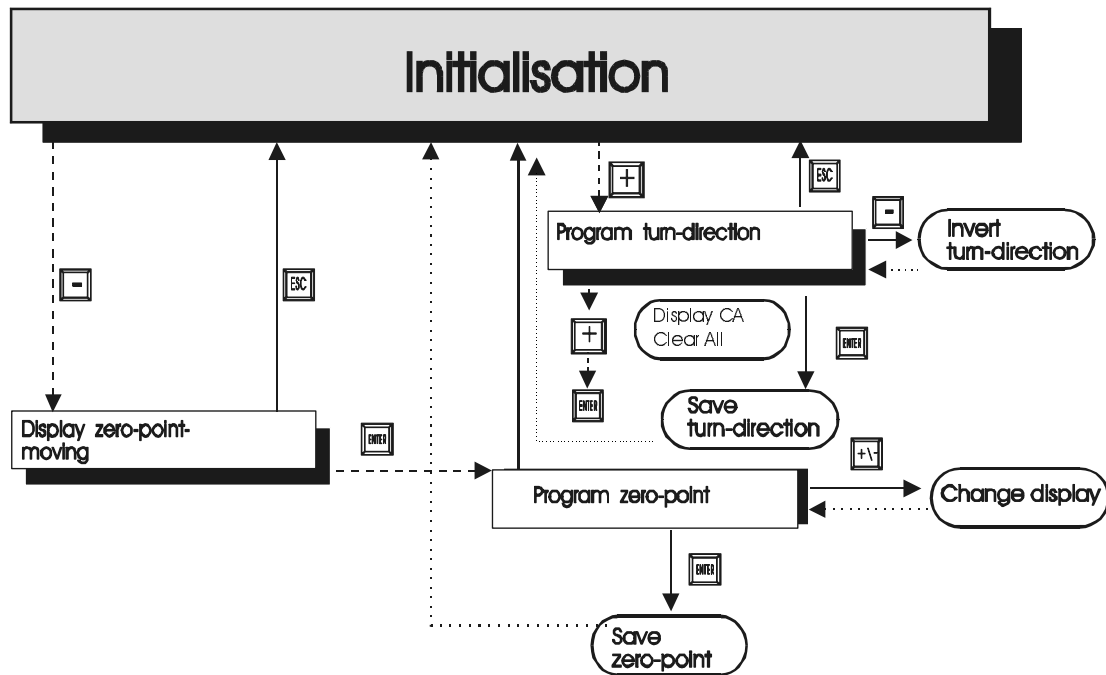 Initialisation
+
ESC
-
Program turn-direction
Invert
turn-direction
-
ESC
Display CA
Clear All
+
ENTER
ENTER
Save
turn-direction
Display zero-point-
moving
ENTER
+\-
Program zero-point
Change display
ENTER
Save
zero-point